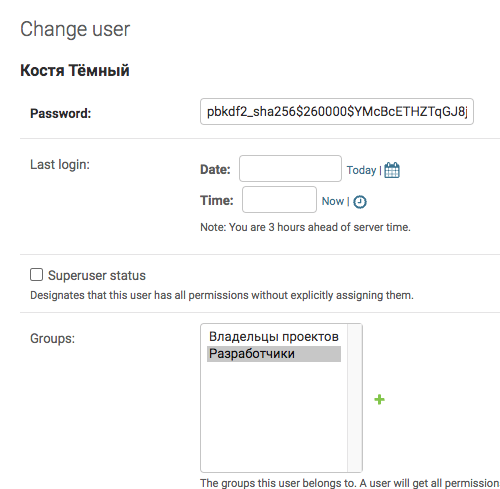 Change user
Костя Тёмный
Password:
pbkdf2_sha256$260000$YMcBcETHZTqGJ8j
Last login:
Date:
Today |
Time:
Now |
Note: You are 3 hours ahead of server time.
Superuser status
Designates that this user has all permissions without explicitly assigning them.
Groups:
Владельцы проектов
Разработчики
The groups this user belongs to. A user will get all permission